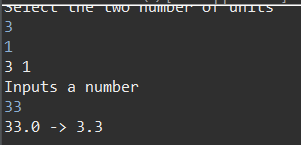 Select the two number of units
3
1
3 1
Inputs a number
33
33.0 -> 3.3